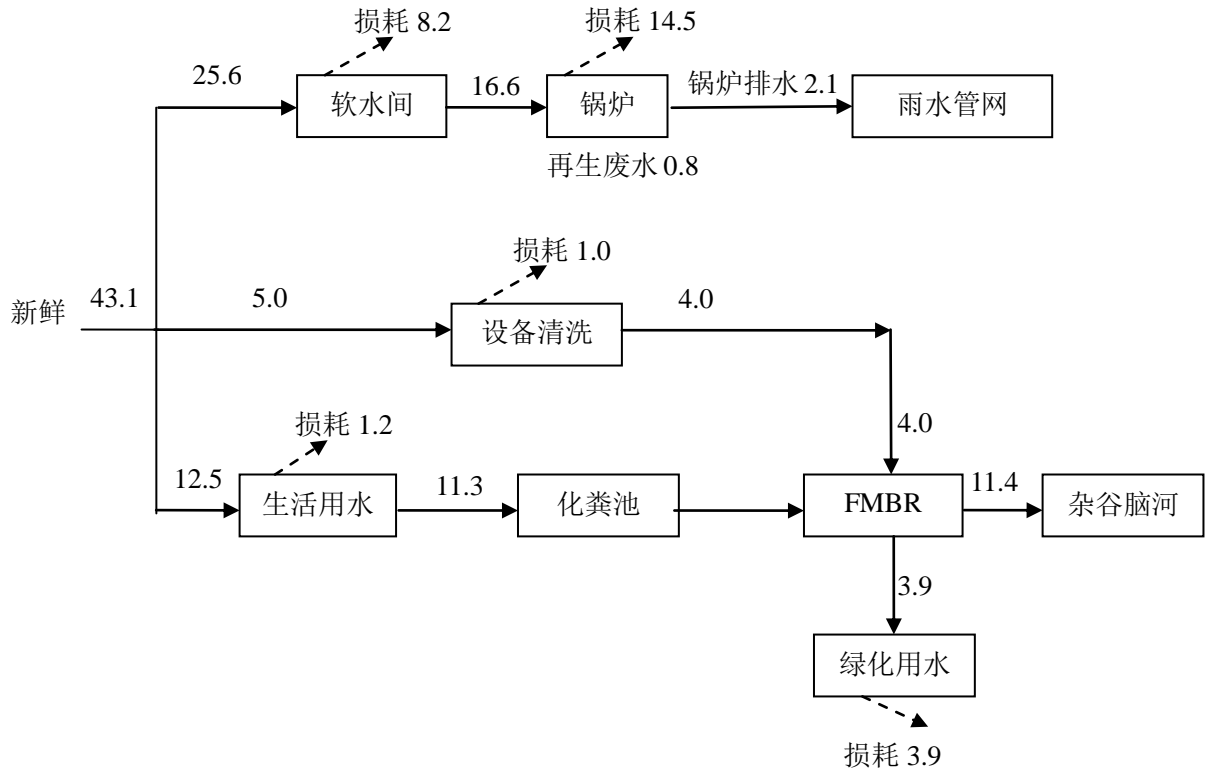 损耗 8.2
损耗 14.5
25.6
软水间
16.6
锅炉
锅炉排水 2.1
雨水管网
再生废水 0.8
损耗 1.0
新鲜
43.1
5.0
设备清洗
4.0
损耗 1.2
4.0
12.5
生活用水
11.3
化粪池
FMBR
11.4
杂谷脑河
3.9
绿化用水
损耗 3.9